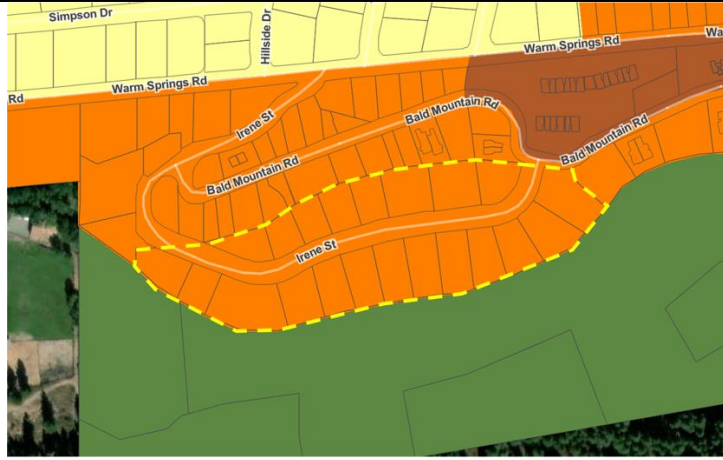 Simpson Dr
Hillside Dr
Warm Springs Rd
Wa
Rd
Warm Springs Rd
Irene St
Bald Mountain Rd
Bald Mountain Rd
Bald Mountain Rd
Irene St